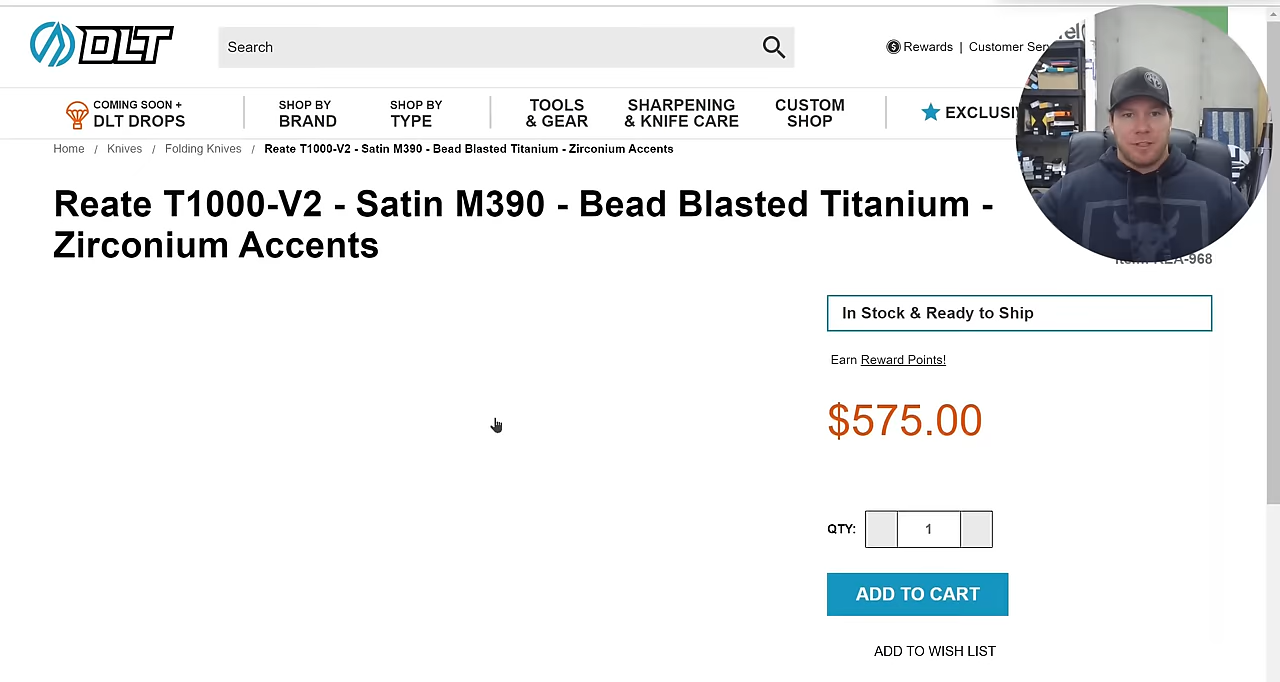 DLT
Search
Rewards | Customer Serv
COMING SOON +
DLT DROPS
SHOP BY
BRAND
SHOP BY
TYPE
TOOLS
& GEAR
SHARPENING
& KNIFE CARE
CUSTOM
SHOP
EXCLUSI
Home / Knives / Folding Knives / Reate T1000-V2 - Satin M390 - Bead Blasted Titanium - Zirconium Accents
Reate T1000-V2 - Satin M390 - Bead Blasted Titanium -
Zirconium Accents
In Stock & Ready to Ship
Earn Reward Points!
$575.00
QTY: 1
ADD TO CART
ADD TO WISH LIST